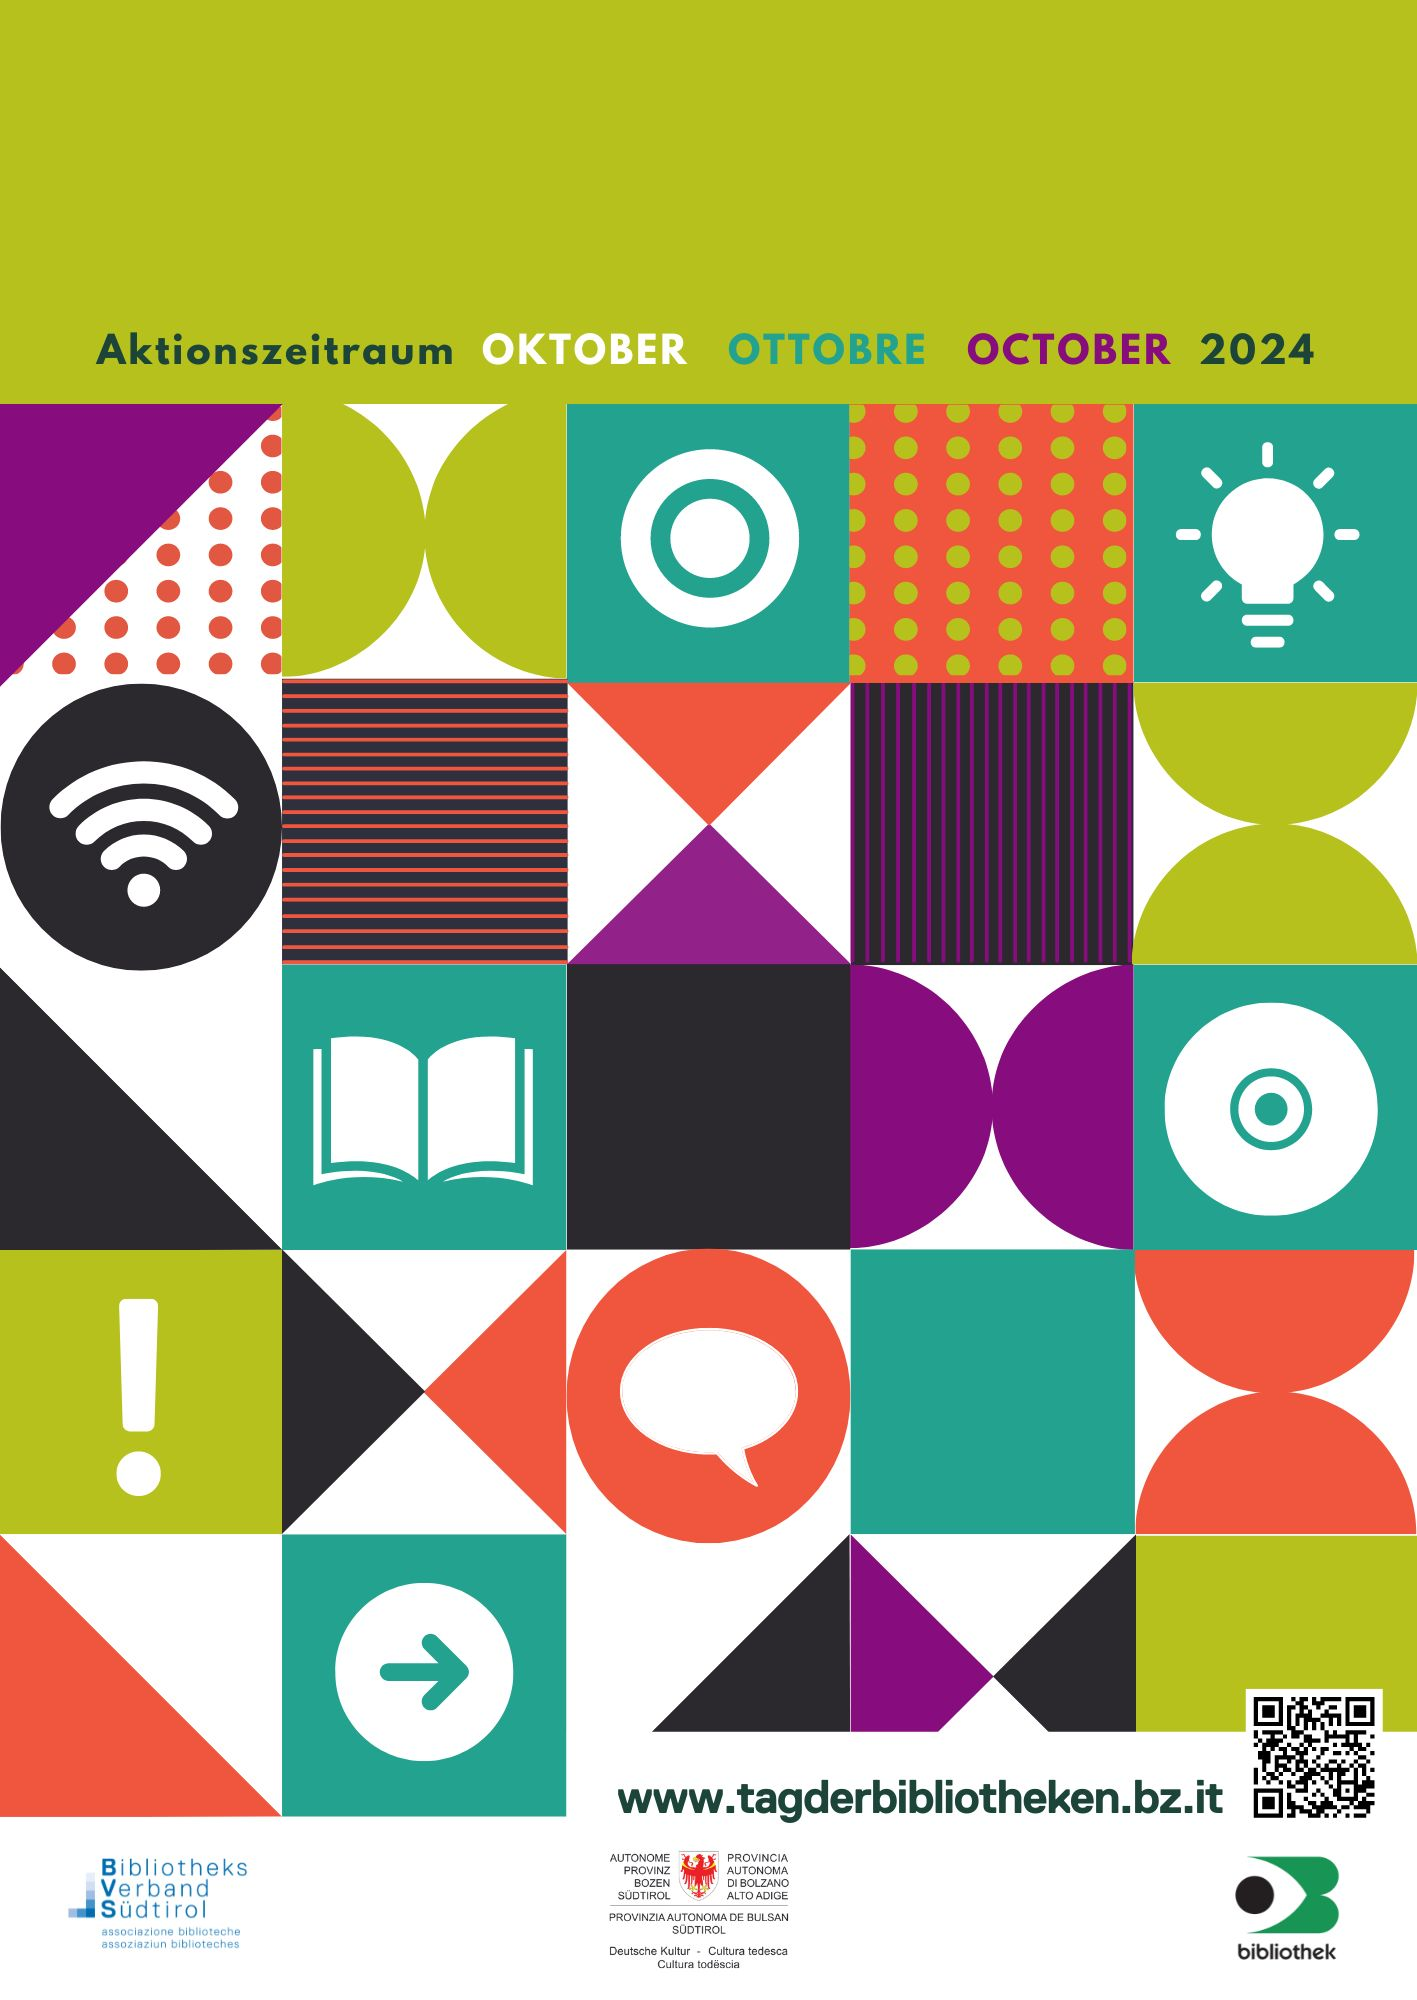 Aktionszeitraum OKTOBER OTTOBRE OCTOBER 2024
www.tagderbibliotheken.bz.it
Bibliotheks
Verband
Südtirol
associazione biblioteche
assoziaziun biblioteches
AUTONOME
PROVINZ
BOZEN
SÜDTIROL
PROVINCIA
AUTONOMA
DI BOLZANO
ALTO ADIGE
PROVINZIA AUTONOMA DE BULSAN
SÜDTIROL
Deutsche Kultur - Cultura tedesca
Cultura todëscia
bibliothek